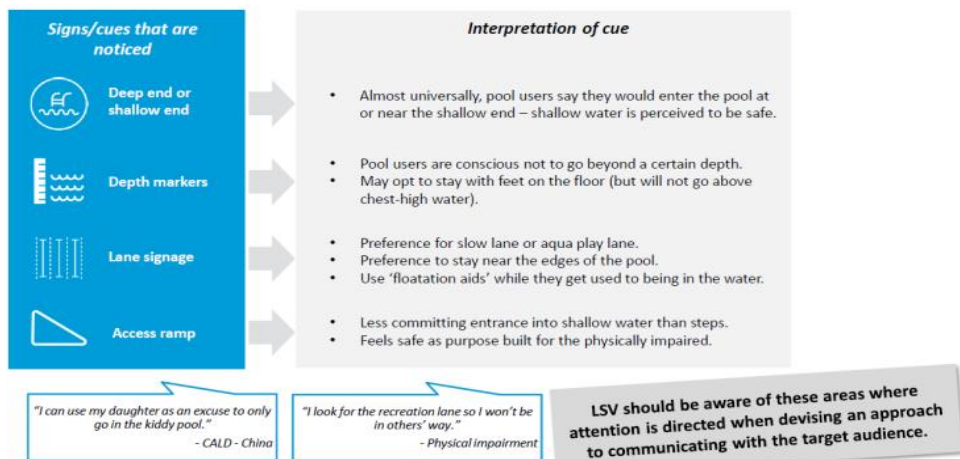 Signs/cues that are
noticed
Interpretation of cue
Deep end or
shallow end
• Almost universally, pool users say they would enter the pool at
or near the shallow end – shallow water is perceived to be safe.
Depth markers
• Pool users are conscious not to go beyond a certain depth.
• May opt to stay with feet on the floor (but will not go above
chest-high water).
Lane signage
• Preference for slow lane or aqua play lane.
• Preference to stay near the edges of the pool.
• Use ‘floatation aids’ while they get used to being in the water.
Access ramp
• Less committing entrance into shallow water than steps.
• Feels safe as purpose built for the physically impaired.
“I can use my daughter as an excuse to only
go in the kiddy pool.”
- CALD - China
“I look for the recreation lane so I won’t be
in others’ way.”
- Physical impairment
LSV should be aware of these areas where
attention is directed when devising an approach
to communicating with the target audience.